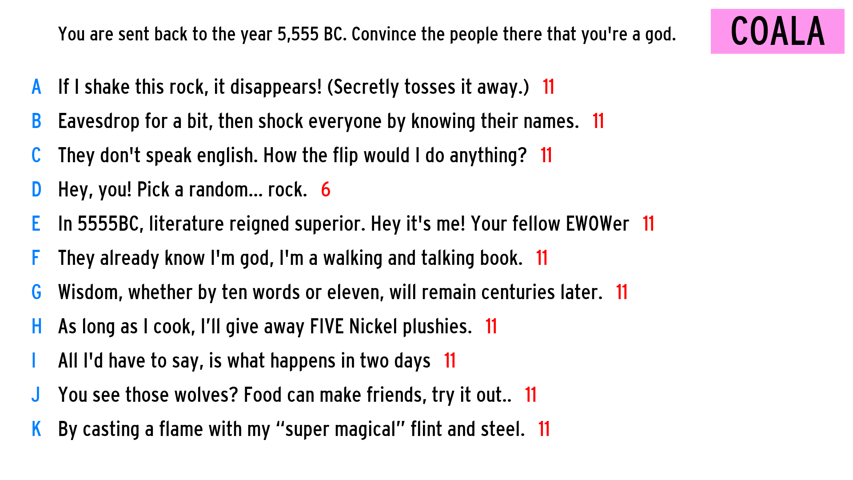 You are sent back to the year 5,555 BC. Convince the people there that you're a god.
COALA
A If I shake this rock, it disappears! (Secretly tosses it away.) 11
B Eavesdrop for a bit, then shock everyone by knowing their names. 11
C They don't speak english. How the flip would I do anything? 11
D Hey, you! Pick a random... rock. 6
E In 5555BC, literature reigned superior. Hey it's me! Your fellow EWOWer 11
F They already know I'm god, I'm a walking and talking book. 11
G Wisdom, whether by ten words or eleven, will remain centuries later. 11
H As long as I cook, I’ll give away FIVE Nickel plushies. 11
I All I'd have to say, is what happens in two days 11
J You see those wolves? Food can make friends, try it out.. 11
K By casting a flame with my “super magical” flint and steel. 11